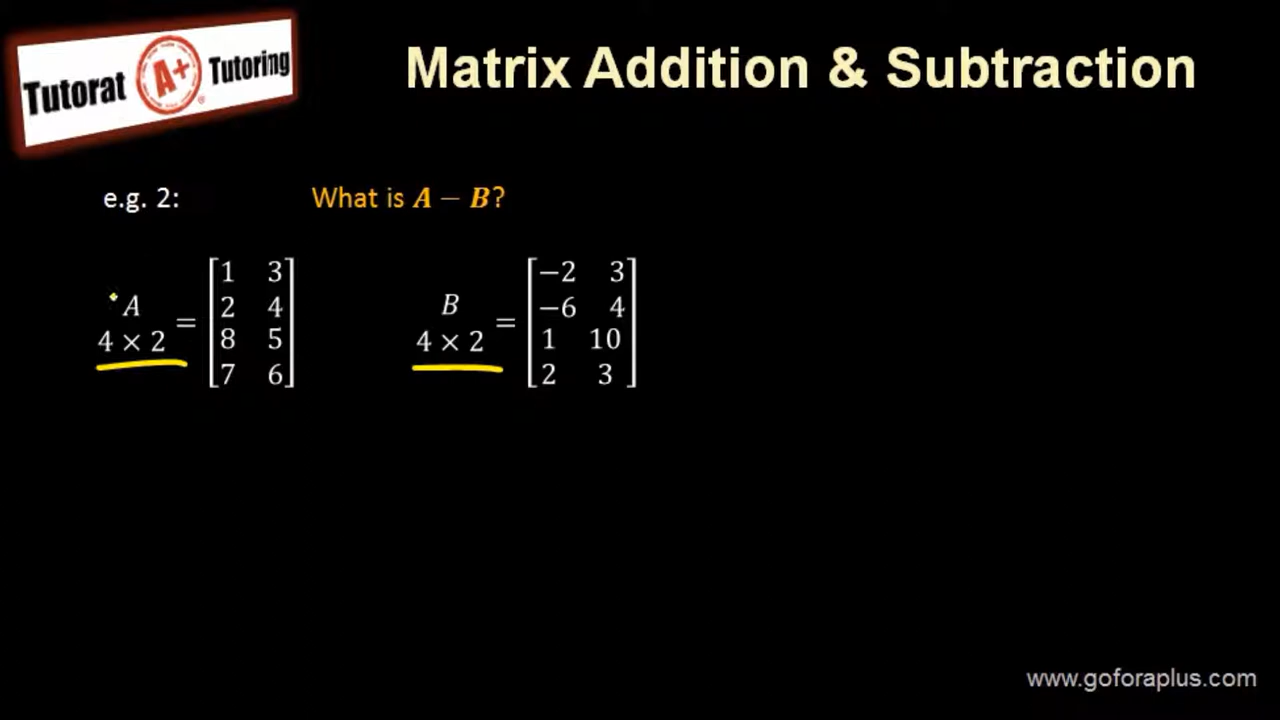 Tutorat A+ Tutoring
Matrix Addition & Subtraction
e.g. 2: What is A − B?
A 4 × 2 = [1 3; 2 4; 8 5; 7 6]
B 4 × 2 = [−2 3; −6 4; 1 10; 2 3]
www.goforaplus.com